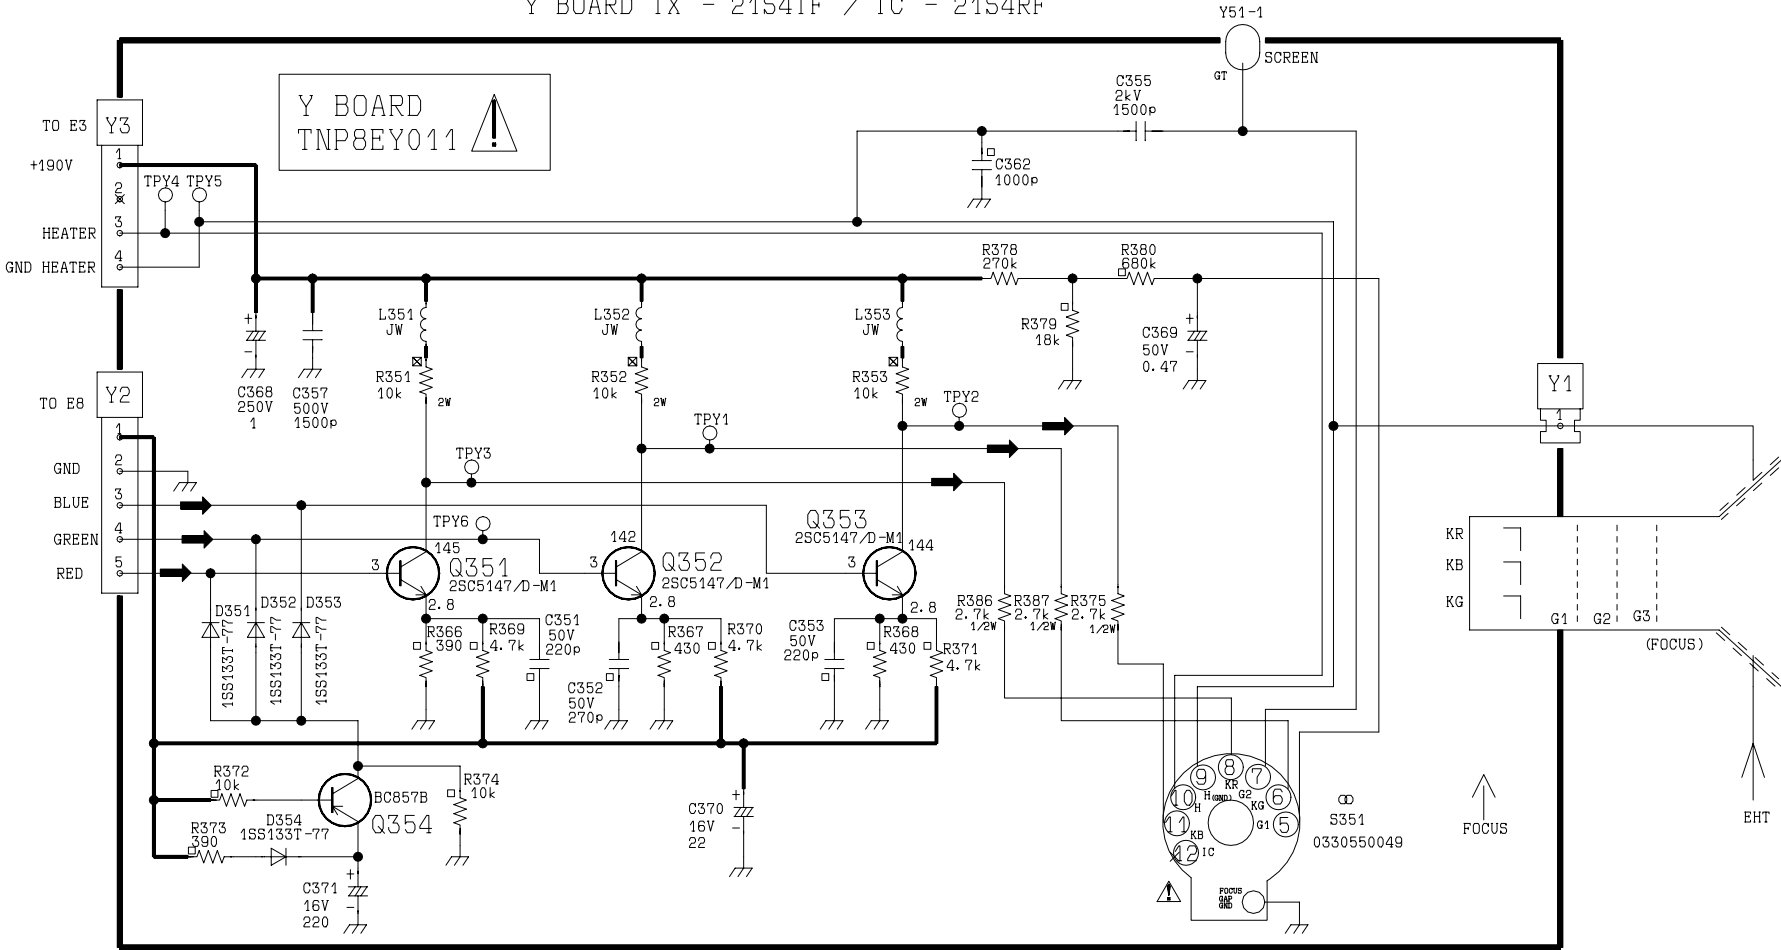 Y BOARD TX - 21S4TF / TC - 21S4RF
Y51-1
SCREEN
GT
Y BOARD
TNP8EY011
!
C355
2kV
1500p
TO E3
Y3
+190V
1
2
3
4
TPY4 TPY5
HEATER
GND HEATER
C362
1000p
R378
270k
R380
680k
R379
18k
C369
50V
0.47
+
-
C368
250V
1
+
-
C357
500V
1500p
L351
JW
L352
JW
L353
JW
R351
10k
2W
R352
10k
2W
R353
10k
2W
TPY2
TPY1
TPY3
TPY6
TO E8
Y2
1
2
3
4
5
GND
BLUE
GREEN
RED
Y1
1
145
3
Q351
2SC5147/D-M1
2.8
142
3
Q352
2SC5147/D-M1
2.8
Q353
2SC5147/D-M1
144
3
2.8
D351
1SS133T-77
D352
1SS133T-77
D353
1SS133T-77
R366
390
R369
4.7k
C351
50V
220p
C352
50V
270p
R367
430
R370
4.7k
C353
50V
220p
R368
430
R371
4.7k
R386
2.7k
1/2W
R387
2.7k
1/2W
R375
2.7k
1/2W
KR
KB
KG
G1
G2
G3
(FOCUS)
R372
10k
BC857B
Q354
R374
10k
R373
390
D354
1SS133T-77
C371
16V
220
+
-
C370
16V
22
+
-
9
8
7
10
6
11
5
12
H(GND)
KR
G2
H
KG
KB
G1
IC
FOCUS
GAP
GND
!
S351
0330550049
FOCUS
EHT